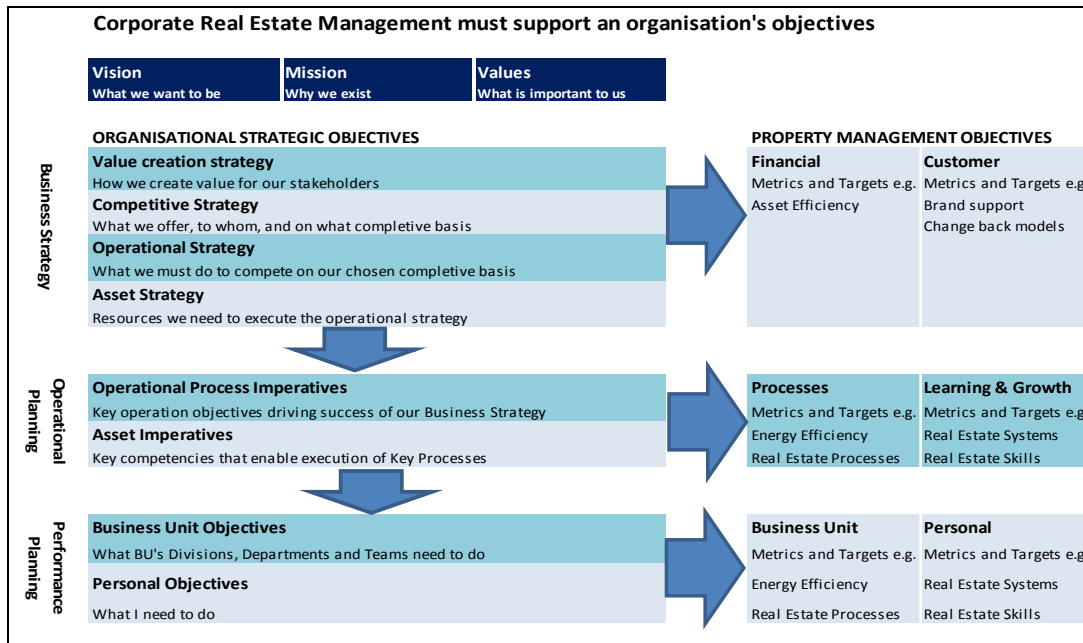 Corporate Real Estate Management must support an organisation's objectives
Vision
What we want to be
Mission
Why we exist
Values
What is important to us
ORGANISATIONAL STRATEGIC OBJECTIVES
PROPERTY MANAGEMENT OBJECTIVES
Business Strategy
Value creation strategy
How we create value for our stakeholders
Competitive Strategy
What we offer, to whom, and on what completive basis
Operational Strategy
What we must do to compete on our chosen completive basis
Asset Strategy
Resources we need to execute the operational strategy
Financial
Metrics and Targets e.g.
Asset Efficiency
Customer
Metrics and Targets e.g
Brand support
Change back models
Operational
Planning
Operational Process Imperatives
Key operation objectives driving success of our Business Strategy
Asset Imperatives
Key competencies that enable execution of Key Processes
Processes
Metrics and Targets e.g.
Energy Efficiency
Real Estate Processes
Learning & Growth
Metrics and Targets e.g
Real Estate Systems
Real Estate Skills
Performance
Planning
Business Unit Objectives
What BU's Divisions, Departments and Teams need to do
Personal Objectives
What I need to do
Business Unit
Metrics and Targets e.g.
Energy Efficiency
Real Estate Processes
Personal
Metrics and Targets e.g
Real Estate Systems
Real Estate Skills